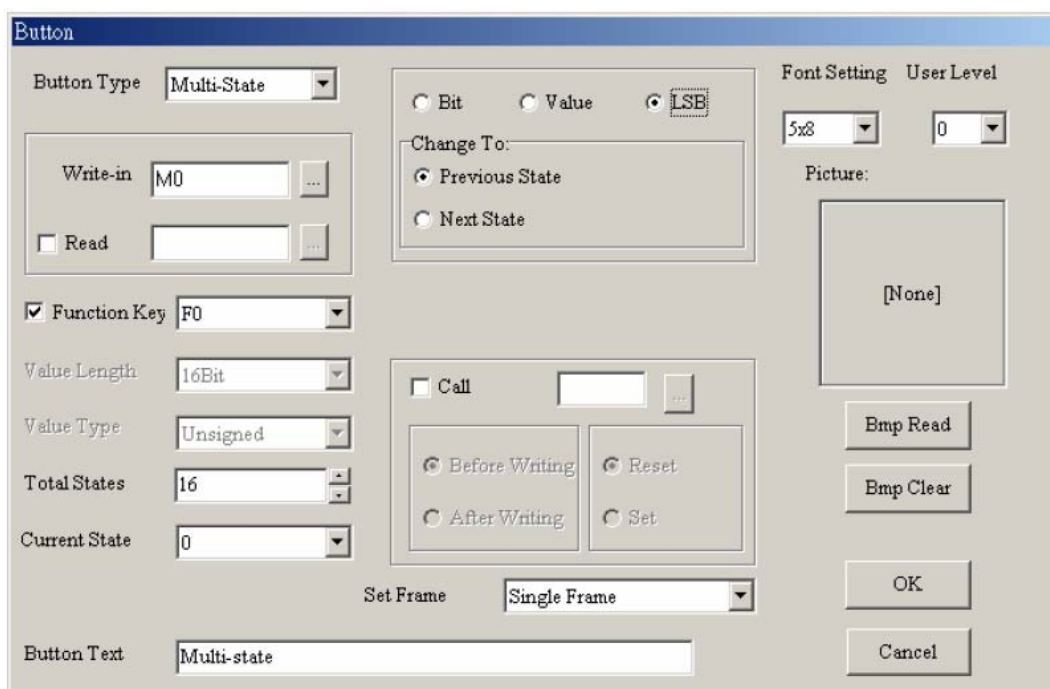 Button
Button Type Multi-State
Write-in M0 ...
Read ...
Function Key F0
Value Length 16Bit
Value Type Unsigned
Total States 16
Current State 0
Bit Value LSB
Change To:
Previous State
Next State
Call ...
Before Writing Reset
After Writing Set
Set Frame Single Frame
Button Text Multi-state
Font Setting User Level
5x8 0
Picture:
[None]
Bmp Read
Bmp Clear
OK
Cancel